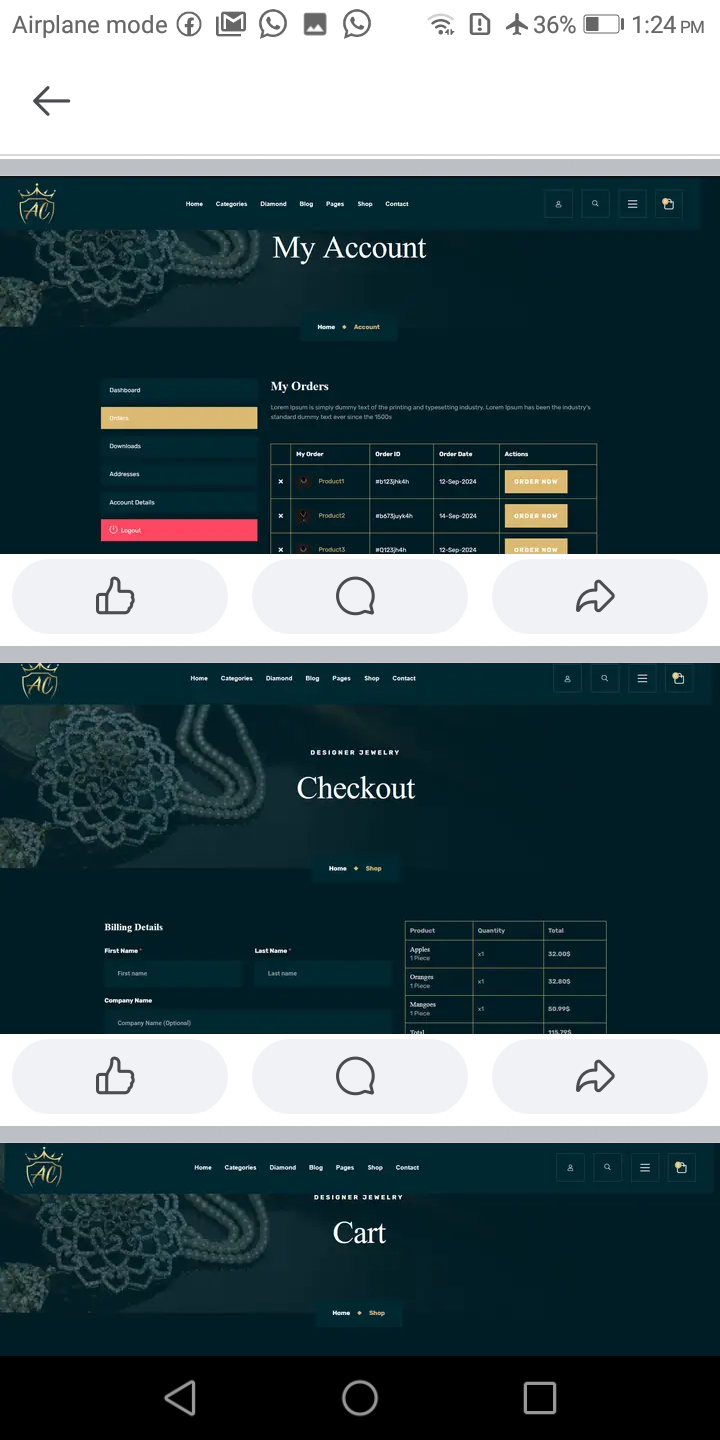 Airplane mode 36% 1:24 PM
AC
Home Categories Diamond Blog Pages Shop Contact
My Account
Home Account
Dashboard
Orders
Downloads
Addresses
Account Details
Logout
My Orders
Lorem Ipsum is simply dummy text of the printing and typesetting industry. Lorem Ipsum has been the industry's
standard dummy text ever since the 1500s
My Order Order ID Order Date Actions
× Product1 #b123jhk4h 12-Sep-2024 ORDER NOW
× Product2 #b673juyk4h 14-Sep-2024 ORDER NOW
× Product3 #Q123jh4h 12-Sep-2024 ORDER NOW
AC
Home Categories Diamond Blog Pages Shop Contact
DESIGNER JEWELRY
Checkout
Home Shop
Billing Details
First Name * Last Name *
First name Last name
Company Name
Company Name (Optional)
Product Quantity Total
Apples
1 Piece x1 32.00$
Oranges
1 Piece x1 32.80$
Mangoes
1 Piece x1 50.99$
Total 115.79$
AC
Home Categories Diamond Blog Pages Shop Contact
DESIGNER JEWELRY
Cart
Home Shop